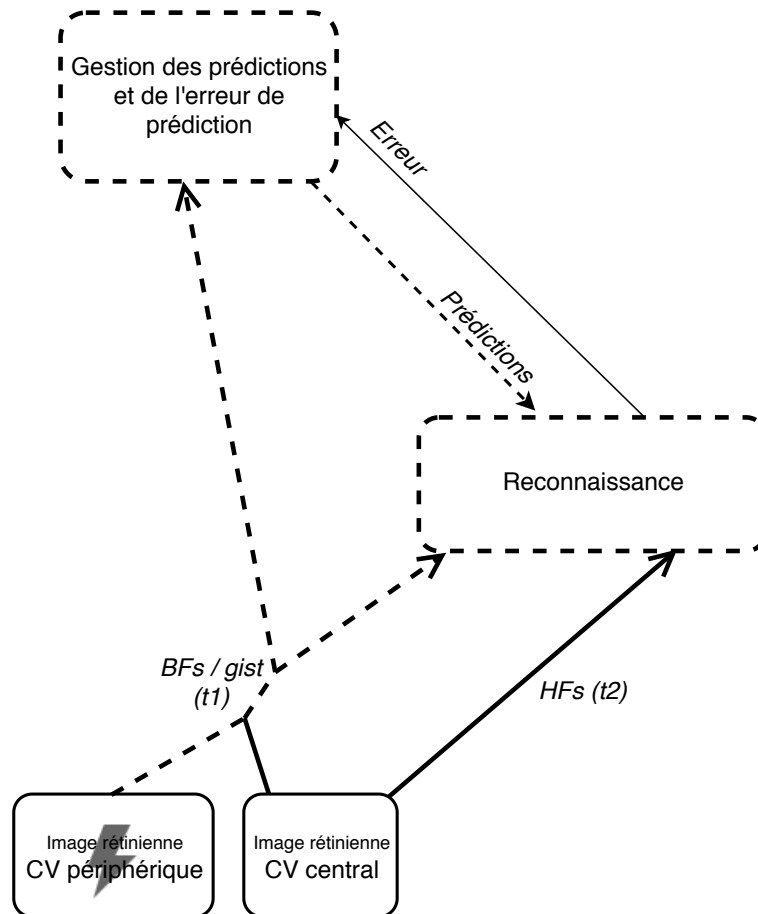 Gestion des prédictions
et de l'erreur de
prédiction
Erreur
Prédictions
Reconnaissance
BFs / gist
(t1)
HFs (t2)
Image rétinienne
CV périphérique
Image rétinienne
CV central